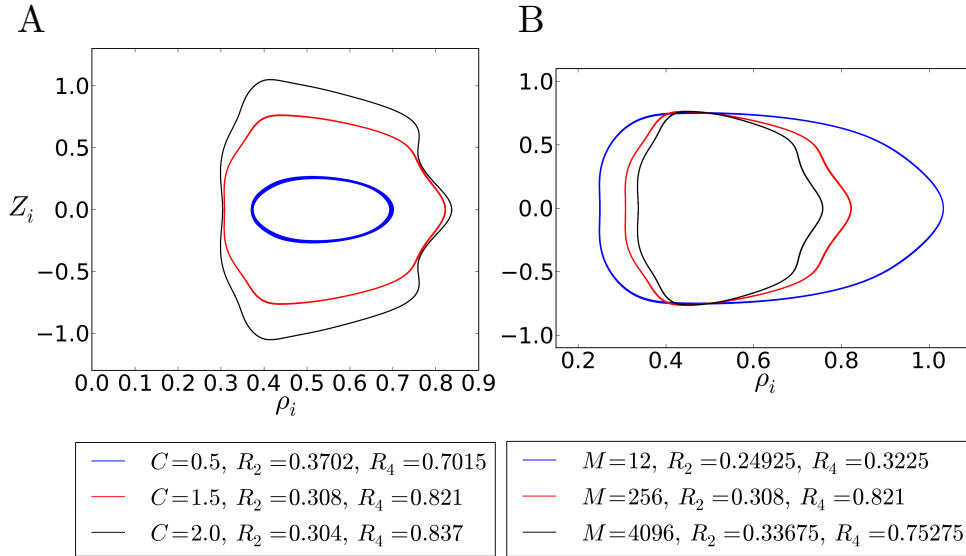 A
B
1.0
0.5
0.0
−0.5
−1.0
Z_i
0.0 0.1 0.2 0.3 0.4 0.5 0.6 0.7 0.8 0.9
ρ_i
1.0
0.5
0.0
−0.5
−1.0
0.2 0.4 0.6 0.8 1.0
ρ_i
C=0.5, R_2=0.3702, R_4=0.7015
C=1.5, R_2=0.308, R_4=0.821
C=2.0, R_2=0.304, R_4=0.837
M=12, R_2=0.24925, R_4=0.3225
M=256, R_2=0.308, R_4=0.821
M=4096, R_2=0.33675, R_4=0.75275